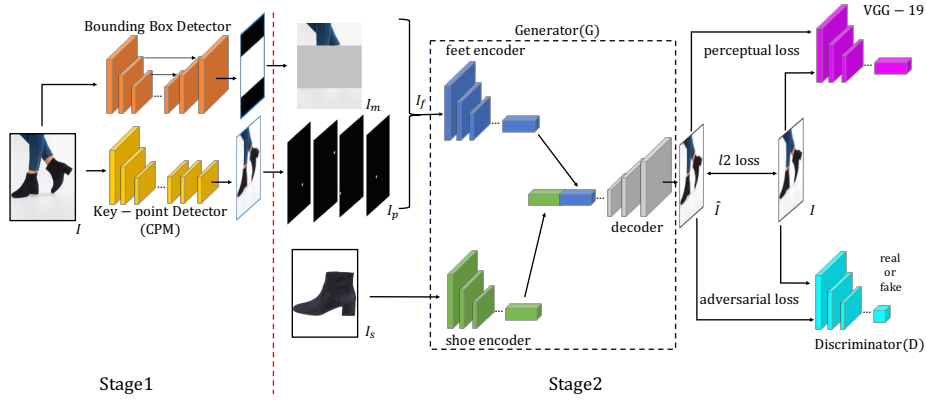 Bounding Box Detector
...
Key − point Detector
(CPM)
...
I
Stage1
I_m
I_f
I_p
I_s
Generator(G)
feet encoder
...
shoe encoder
...
...
decoder
Stage2
VGG − 19
perceptual loss
...
l2 loss
Î
I
adversarial loss
real
or
fake
...
Discriminator(D)